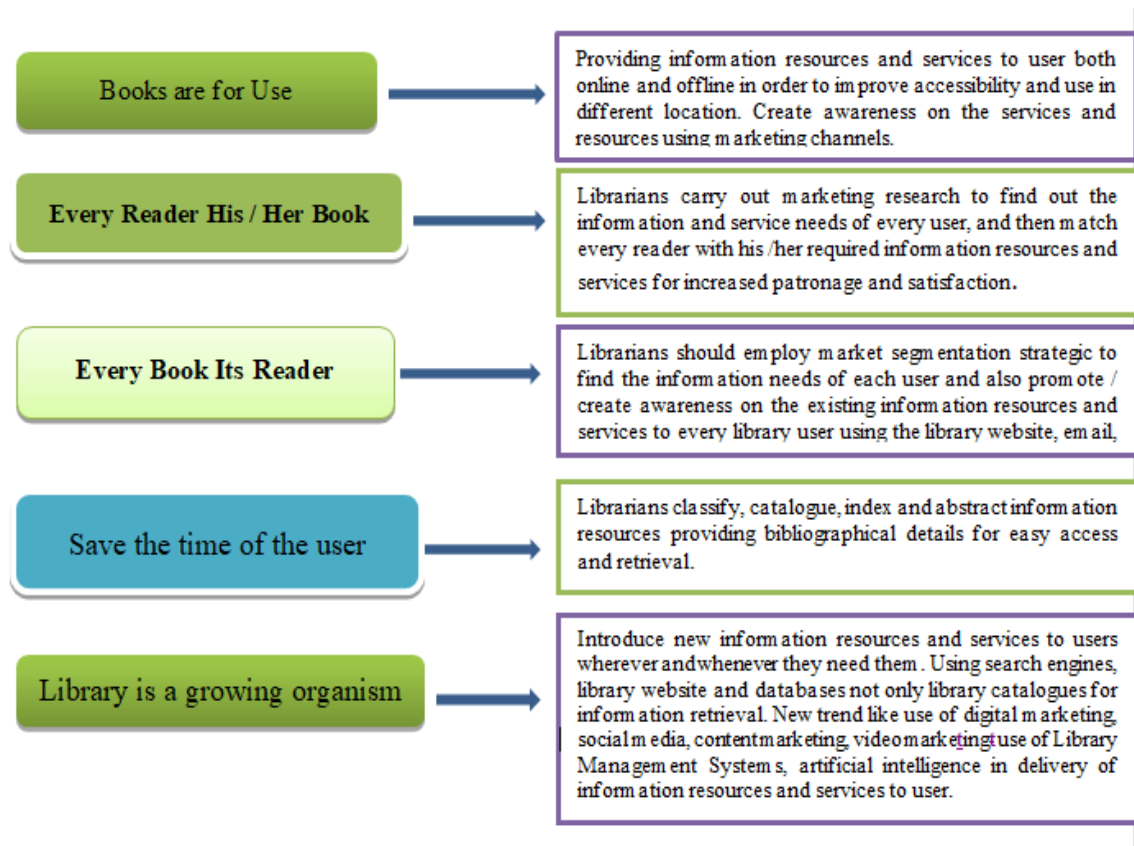 Books are for Use
Providing information resources and services to user both
online and offline in order to improve accessibility and use in
different location. Create awareness on the services and
resources using marketing channels.
Every Reader His / Her Book
Librarians carry out marketing research to find out the
information and service needs of every user, and then match
every reader with his /her required information resources and
services for increased patronage and satisfaction.
Every Book Its Reader
Librarians should employ market segmentation strategic to
find the information needs of each user and also promote /
create awareness on the existing information resources and
services to every library user using the library website, email,
Save the time of the user
Librarians classify, catalogue, index and abstract information
resources providing bibliographical details for easy access
and retrieval.
Library is a growing organism
Introduce new information resources and services to users
wherever and whenever they need them. Using search engines,
library website and databases not only library catalogues for
information retrieval. New trend like use of digital marketing,
social media, content marketing, video marketingt use of Library
Management Systems, artificial intelligence in delivery of
information resources and services to user.